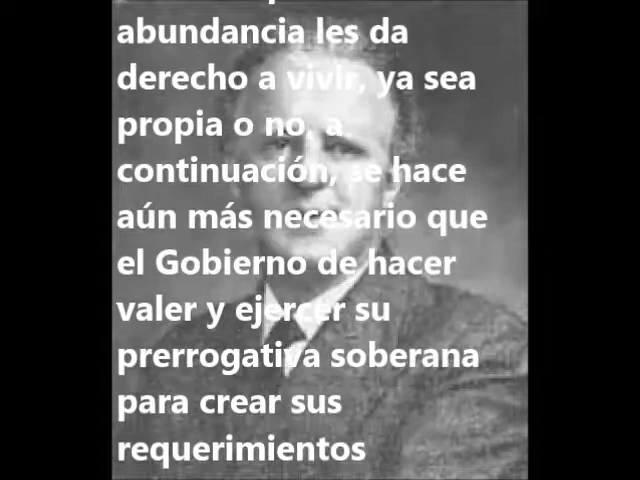 abundancia les da
derecho a vivir, ya sea
propia o no, a
continuación, se hace
aún más necesario que
el Gobierno de hacer
valer y ejercer su
prerrogativa soberana
para crear sus
requerimientos